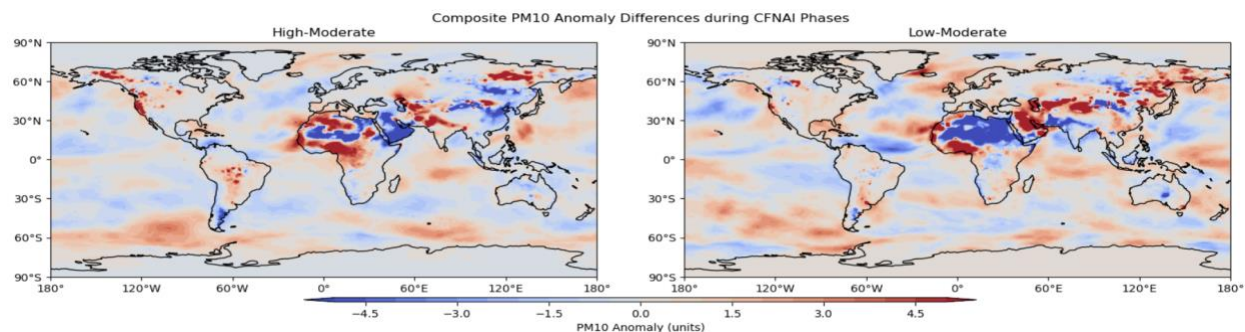 Composite PM10 Anomaly Differences during CFNAI Phases
High-Moderate
Low-Moderate
90°N
60°N
30°N
0°
30°S
60°S
90°S
180°
120°W
60°W
0°
60°E
120°E
180°
90°N
60°N
30°N
0°
30°S
60°S
90°S
180°
120°W
60°W
0°
60°E
120°E
180°
−4.5
−3.0
−1.5
0.0
1.5
3.0
4.5
PM10 Anomaly (units)